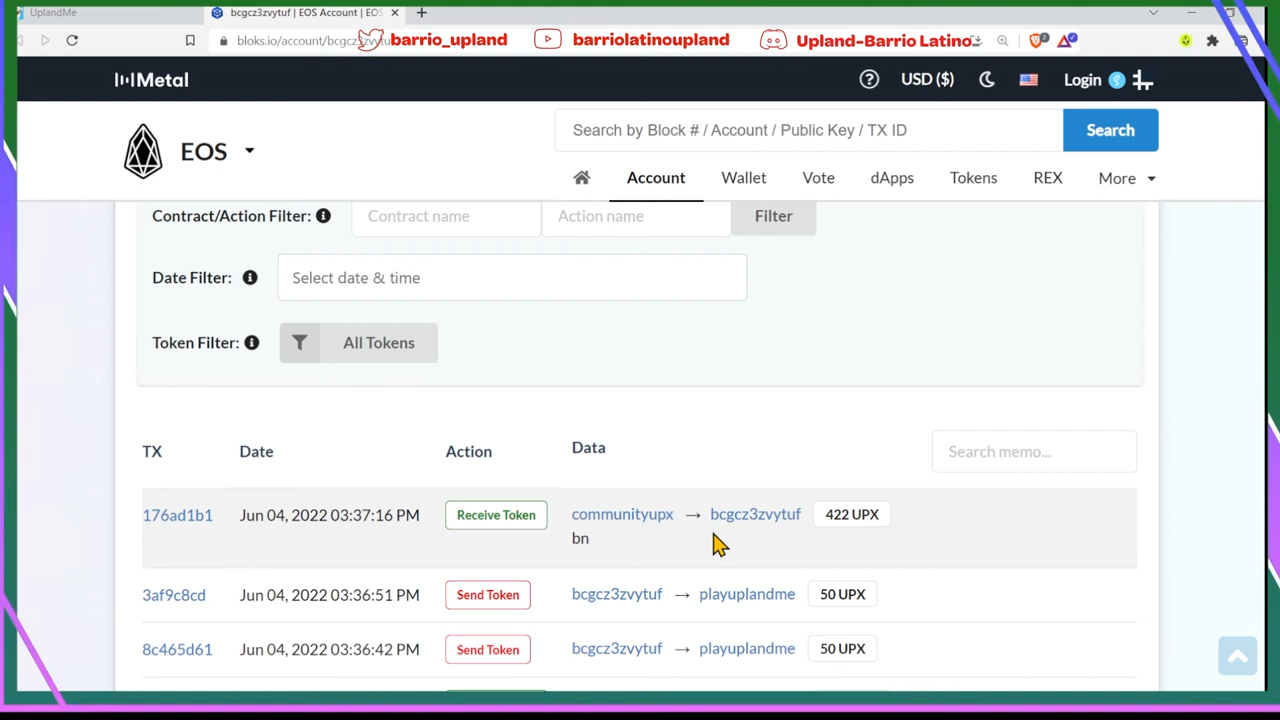 UplandMe
bcgcz3zvytuf | EOS Account | EOS
bloks.io/account/bcgcz3zvytu
barrio_upland
barriolatinoupland
Upland-Barrio Latino
Metal
USD ($)
Login
EOS
Search by Block # / Account / Public Key / TX ID
Search
Account
Wallet
Vote
dApps
Tokens
REX
More
Contract/Action Filter:
Contract name
Action name
Filter
Date Filter:
Select date & time
Token Filter:
All Tokens
TX
Date
Action
Data
Search memo...
176ad1b1 Jun 04, 2022 03:37:16 PM Receive Token communityupx → bcgcz3zvytuf 422 UPX
bn
3af9c8cd Jun 04, 2022 03:36:51 PM Send Token bcgcz3zvytuf → playuplandme 50 UPX
8c465d61 Jun 04, 2022 03:36:42 PM Send Token bcgcz3zvytuf → playuplandme 50 UPX